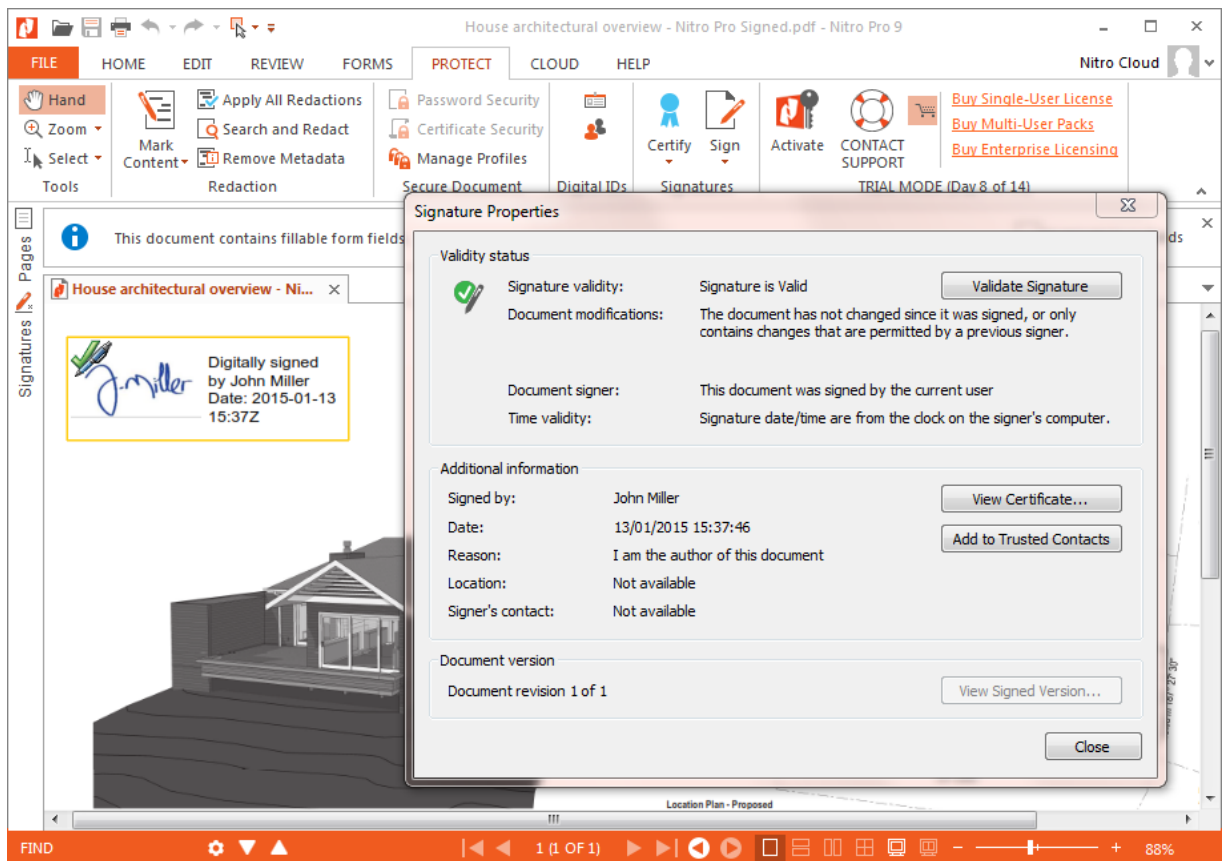 House architectural overview - Nitro Pro Signed.pdf - Nitro Pro 9
FILE HOME EDIT REVIEW FORMS PROTECT CLOUD HELP Nitro Cloud
Hand
Zoom
Select
Tools
Mark
Content
Apply All Redactions
Search and Redact
Remove Metadata
Redaction
Password Security
Certificate Security
Manage Profiles
Secure Document
Digital IDs
Certify
Sign
Signatures
Activate
CONTACT
SUPPORT
Buy Single-User License
Buy Multi-User Packs
Buy Enterprise Licensing
TRIAL MODE (Day 8 of 14)
Pages
Signatures
This document contains fillable form fields
ds
House architectural overview - Ni...
J. Miller
Digitally signed
by John Miller
Date: 2015-01-13
15:37Z
Signature Properties
Validity status
Signature validity: Signature is Valid
Validate Signature
Document modifications: The document has not changed since it was signed, or only
contains changes that are permitted by a previous signer.
Document signer: This document was signed by the current user
Time validity: Signature date/time are from the clock on the signer's computer.
Additional information
Signed by: John Miller
View Certificate...
Date: 13/01/2015 15:37:46
Add to Trusted Contacts
Reason: I am the author of this document
Location: Not available
Signer's contact: Not available
Document version
Document revision 1 of 1
View Signed Version...
Close
Location Plan - Proposed
FIND 1 (1 OF 1) 88%